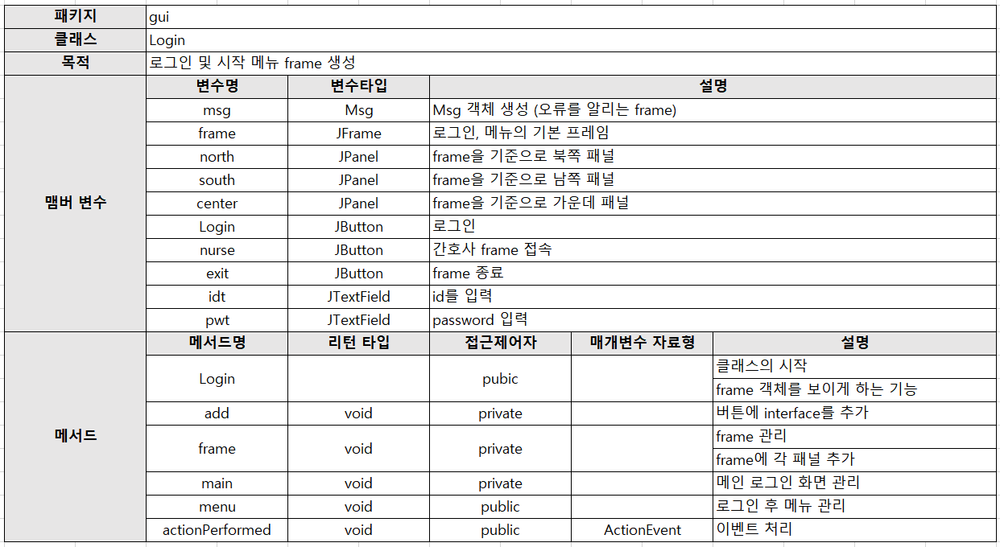 패키지 gui
클래스 Login
목적 로그인 및 시작 메뉴 frame 생성
맴버 변수
변수명 변수타입 설명
msg Msg Msg 객체 생성 (오류를 알리는 frame)
frame JFrame 로그인, 메뉴의 기본 프레임
north JPanel frame을 기준으로 북쪽 패널
south JPanel frame을 기준으로 남쪽 패널
center JPanel frame을 기준으로 가운데 패널
Login JButton 로그인
nurse JButton 간호사 frame 접속
exit JButton frame 종료
idt JTextField id를 입력
pwt JTextField password 입력
메서드
메서드명 리턴 타입 접근제어자 매개변수 자료형 설명
Login pubic 클래스의 시작
frame 객체를 보이게 하는 기능
add void private 버튼에 interface를 추가
frame void private frame 관리
frame에 각 패널 추가
main void private 메인 로그인 화면 관리
menu void public 로그인 후 메뉴 관리
actionPerformed void public ActionEvent 이벤트 처리